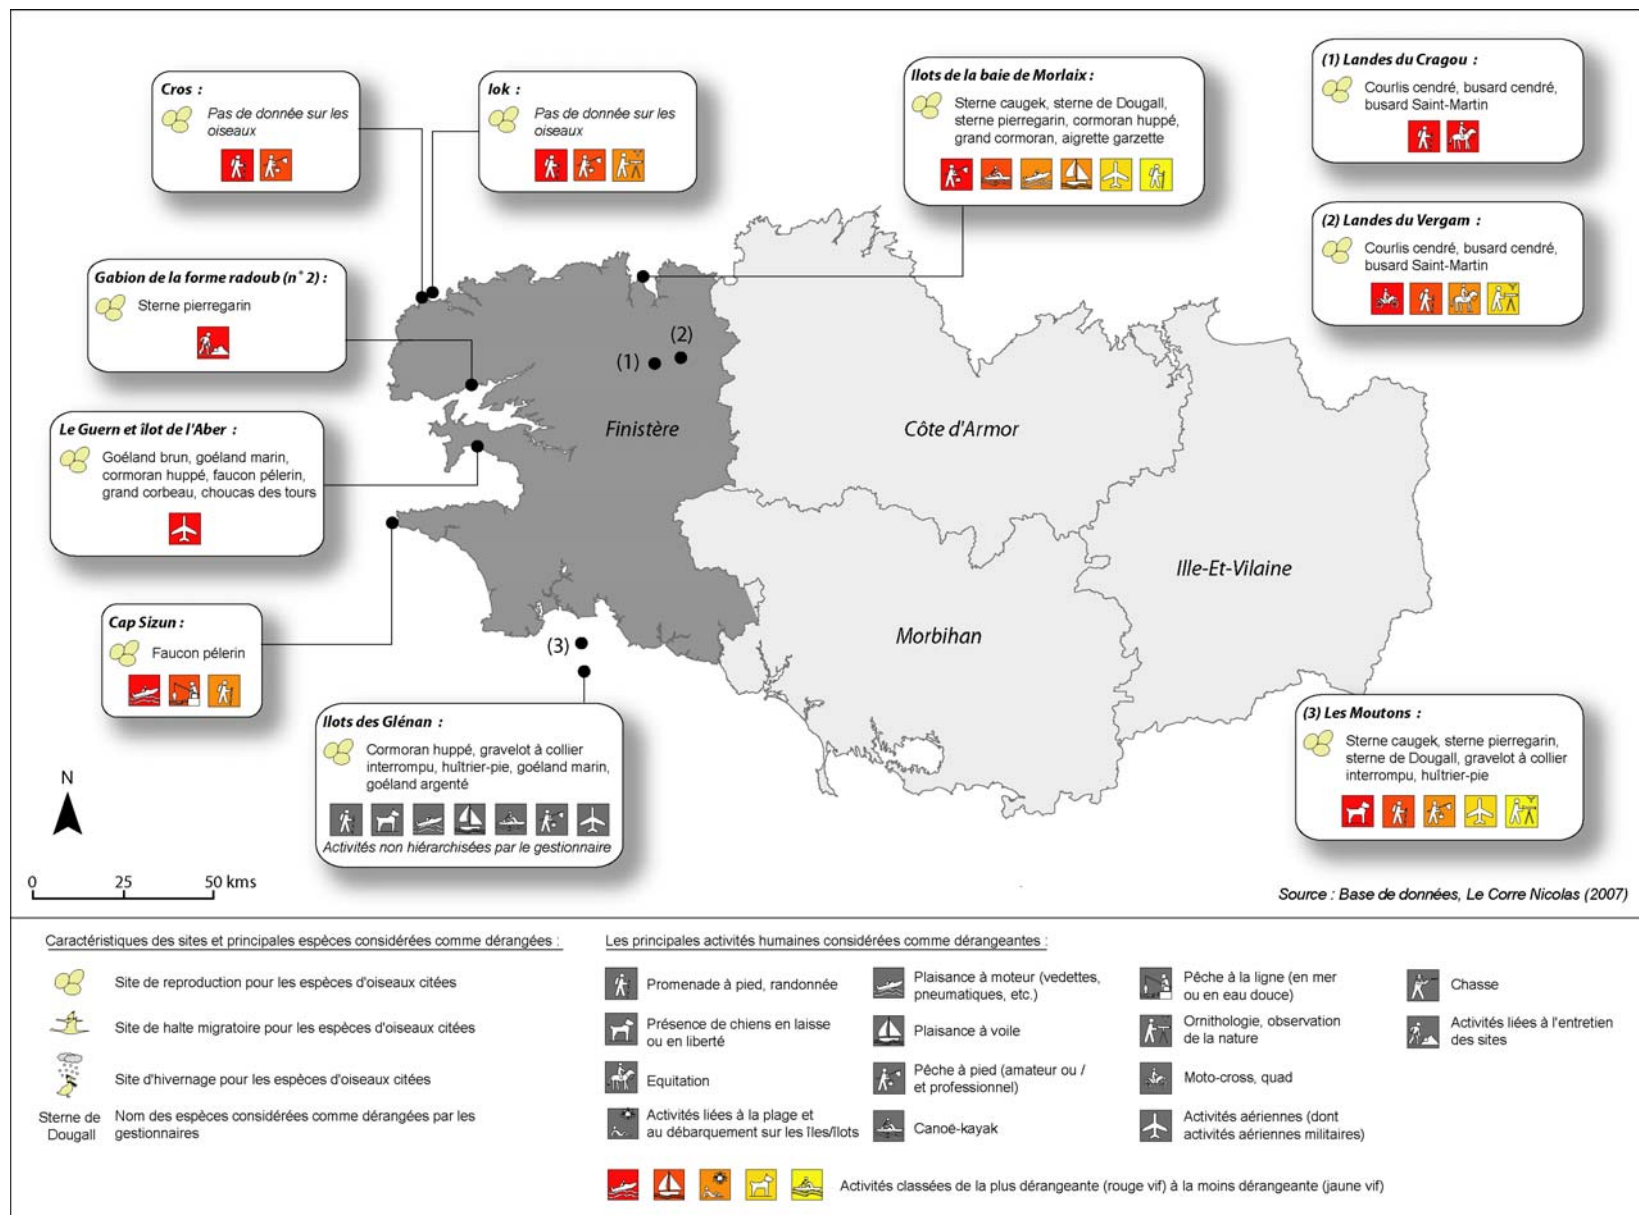 Cros :
Pas de donnée sur les
oiseaux
Iok :
Pas de donnée sur les
oiseaux
Ilots de la baie de Morlaix :
Sterne caugek, sterne de Dougall,
sterne pierregarin, cormoran huppé,
grand cormoran, aigrette garzette
(1) Landes du Cragou :
Courlis cendré, busard cendré,
busard Saint-Martin
(2) Landes du Vergam :
Courlis cendré, busard cendré,
busard Saint-Martin
Gabion de la forme radoub (n° 2) :
Sterne pierregarin
(1)
(2)
Le Guern et îlot de l'Aber :
Goéland brun, goéland marin,
cormoran huppé, faucon pélerin,
grand corbeau, choucas des tours
Finistère
Côte d'Armor
Ille-Et-Vilaine
Morbihan
Cap Sizun :
Faucon pélerin
(3)
Ilots des Glénan :
Cormoran huppé, gravelot à collier
interrompu, huîtrier-pie, goéland marin,
goéland argenté
Activités non hiérarchisées par le gestionnaire
(3) Les Moutons :
Sterne caugek, sterne pierregarin,
sterne de Dougall, gravelot à collier
interrompu, huîtrier-pie
N
0 25 50 kms
Source : Base de données, Le Corre Nicolas (2007)
Caractéristiques des sites et principales espèces considérées comme dérangées :
Site de reproduction pour les espèces d'oiseaux citées
Site de halte migratoire pour les espèces d'oiseaux citées
Site d'hivernage pour les espèces d'oiseaux citées
Sterne de
Dougall
Nom des espèces considérées comme dérangées par les
gestionnaires
Les principales activités humaines considérées comme dérangeantes :
Promenade à pied, randonnée
Présence de chiens en laisse
ou en liberté
Equitation
Activités liées à la plage et
au débarquement sur les îles/îlots
Plaisance à moteur (vedettes,
pneumatiques, etc.)
Plaisance à voile
Pêche à pied (amateur ou /
et professionnel)
Canoë-kayak
Pêche à la ligne (en mer
ou en eau douce)
Ornithologie, observation
de la nature
Moto-cross, quad
Activités aériennes (dont
activités aériennes militaires)
Chasse
Activités liées à l'entretien
des sites
Activités classées de la plus dérangeante (rouge vif) à la moins dérangeante (jaune vif)